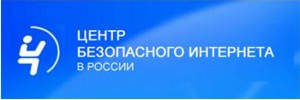 ЦЕНТР
БЕЗОПАСНОГО ИНТЕРНЕТА
В РОССИИ